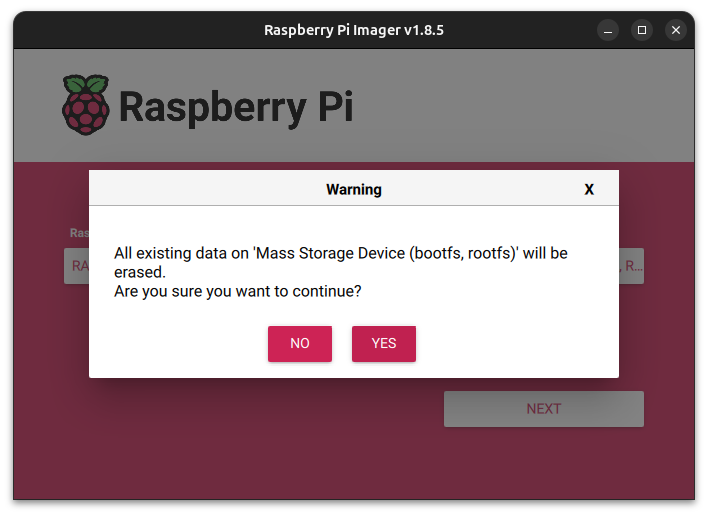 Raspberry Pi Imager v1.8.5
Raspberry Pi
Warning
X
Ras
RA
, R...
All existing data on 'Mass Storage Device (bootfs, rootfs)' will be
erased.
Are you sure you want to continue?
NO
YES
NEXT